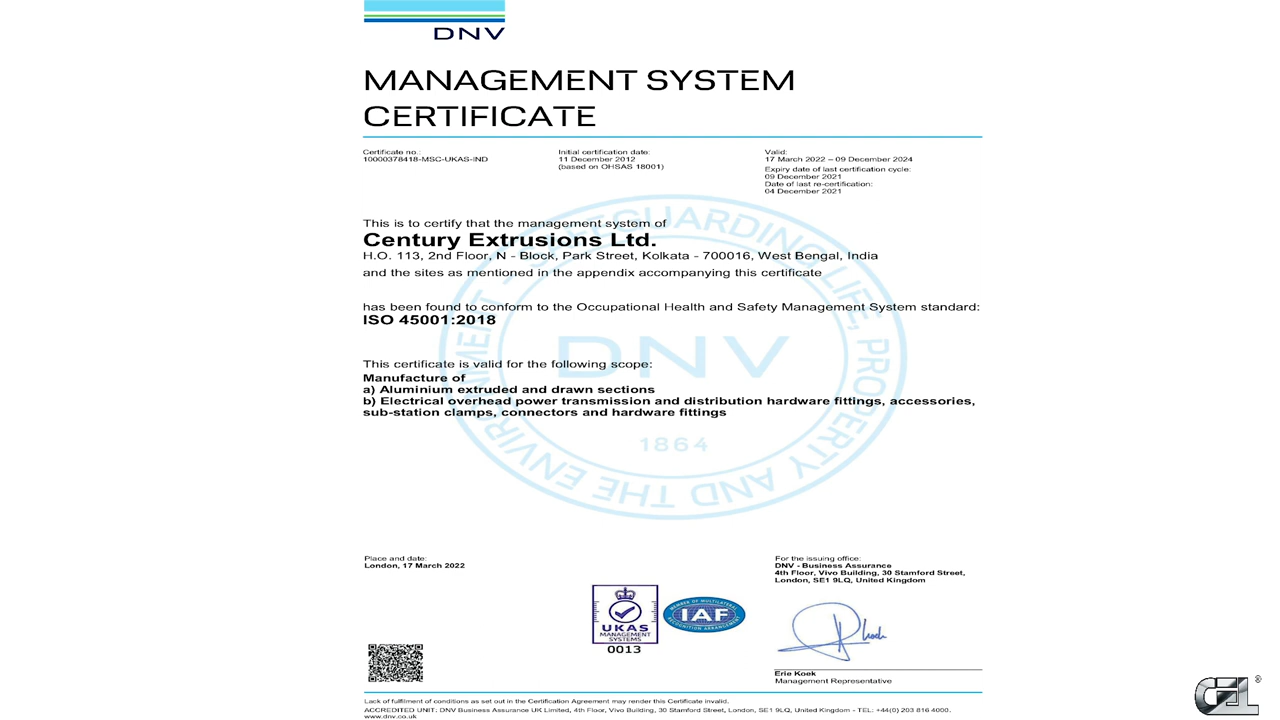 DNV
MANAGEMENT SYSTEM
CERTIFICATE
Certificate no.:
10000378418-MSC-UKAS-IND
Initial certification date:
11 December 2012
(based on OHSAS 18001)
Valid:
17 March 2022 – 09 December 2024
Expiry date of last certification cycle:
09 December 2021
Date of last re-certification:
04 December 2021
This is to certify that the management system of
Century Extrusions Ltd.
H.O. 113, 2nd Floor, N - Block, Park Street, Kolkata - 700016, West Bengal, India
and the sites as mentioned in the appendix accompanying this certificate
has been found to conform to the Occupational Health and Safety Management System standard:
ISO 45001:2018
This certificate is valid for the following scope:
Manufacture of
a) Aluminium extruded and drawn sections
b) Electrical overhead power transmission and distribution hardware fittings, accessories,
sub-station clamps, connectors and hardware fittings
SAFEGUARDING LIFE, PROPERTY AND THE ENVIRONMENT -
DNV
1864
Place and date:
London, 17 March 2022
For the issuing office:
DNV - Business Assurance
4th Floor, Vivo Building, 30 Stamford Street,
London, SE1 9LQ, United Kingdom
UKAS
MANAGEMENT
SYSTEMS
0013
MEMBER OF MULTILATERAL
IAF
RECOGNITION ARRANGEMENT
Erie Koek
Management Representative
Lack of fulfilment of conditions as set out in the Certification Agreement may render this Certificate invalid.
ACCREDITED UNIT: DNV Business Assurance UK Limited, 4th Floor, Vivo Building, 30 Stamford Street, London, SE1 9LQ, United Kingdom - TEL: +44(0) 203 816 4000.
www.dnv.co.uk
CEL ®